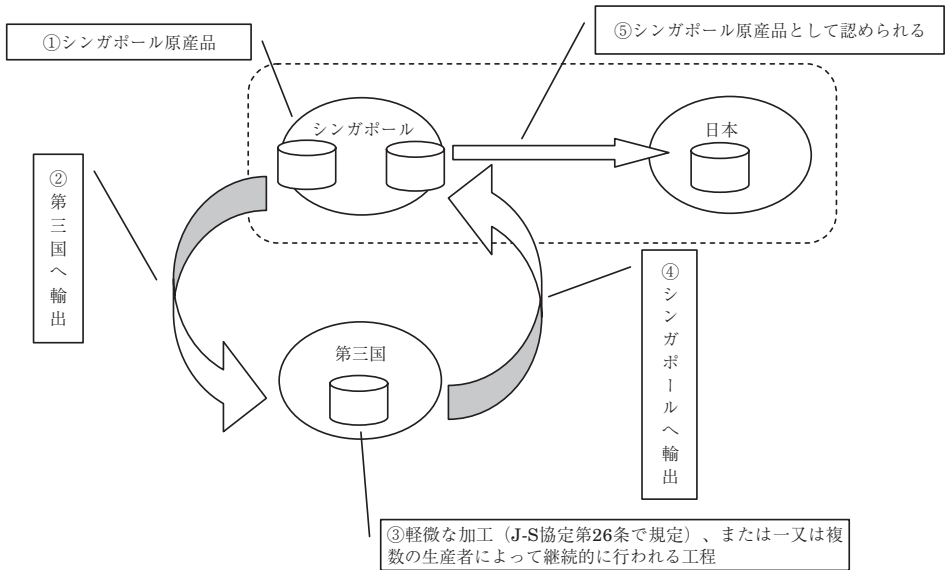 ①シンガポール原産品
⑤シンガポール原産品として認められる
シンガポール
日本
②第三国へ輸出
④シンガポールへ輸出
第三国
③軽微な加工（J-S協定第26条で規定）、または一又は複
数の生産者によって継続的に行われる工程